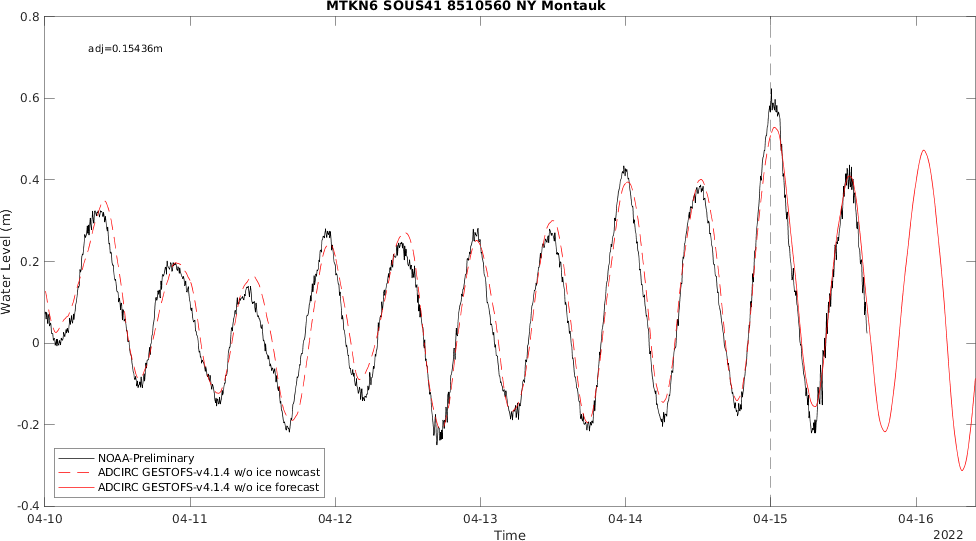 MTKN6 SOUS41 8510560 NY Montauk
0.8
adj=0.15436m
0.6
0.4
0.2
0
-0.2
-0.4
Water Level (m)
NOAA-Preliminary
ADCIRC GESTOFS-v4.1.4 w/o ice nowcast
ADCIRC GESTOFS-v4.1.4 w/o ice forecast
04-10 04-11 04-12 04-13 04-14 04-15 04-16
Time
2022